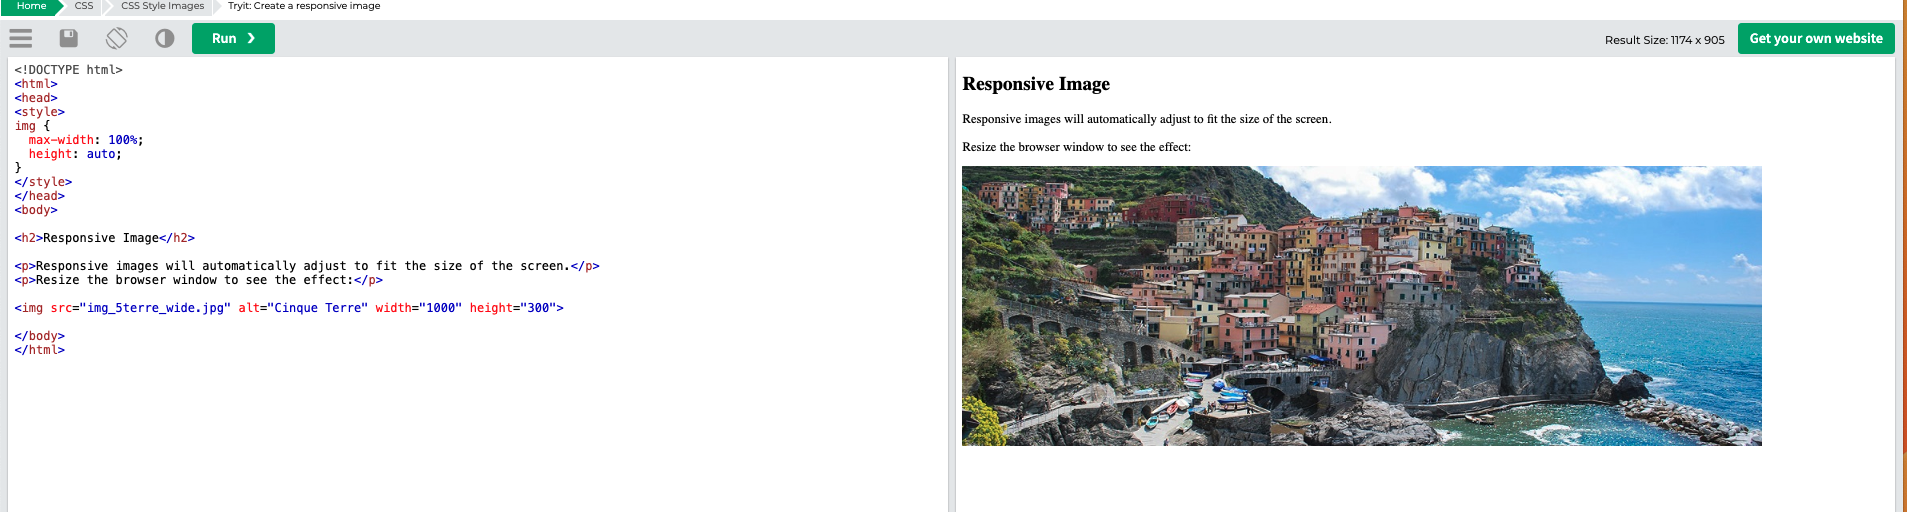 Home CSS CSS Style Images Tryit: Create a responsive image
Run ❯
Result Size: 1174 x 905
Get your own website
<!DOCTYPE html>
<html>
<head>
<style>
img {
  max-width: 100%;
  height: auto;
}
</style>
</head>
<body>

<h2>Responsive Image</h2>

<p>Responsive images will automatically adjust to fit the size of the screen.</p>
<p>Resize the browser window to see the effect:</p>

<img src="img_5terre_wide.jpg" alt="Cinque Terre" width="1000" height="300">

</body>
</html>
Responsive Image
Responsive images will automatically adjust to fit the size of the screen.
Resize the browser window to see the effect: